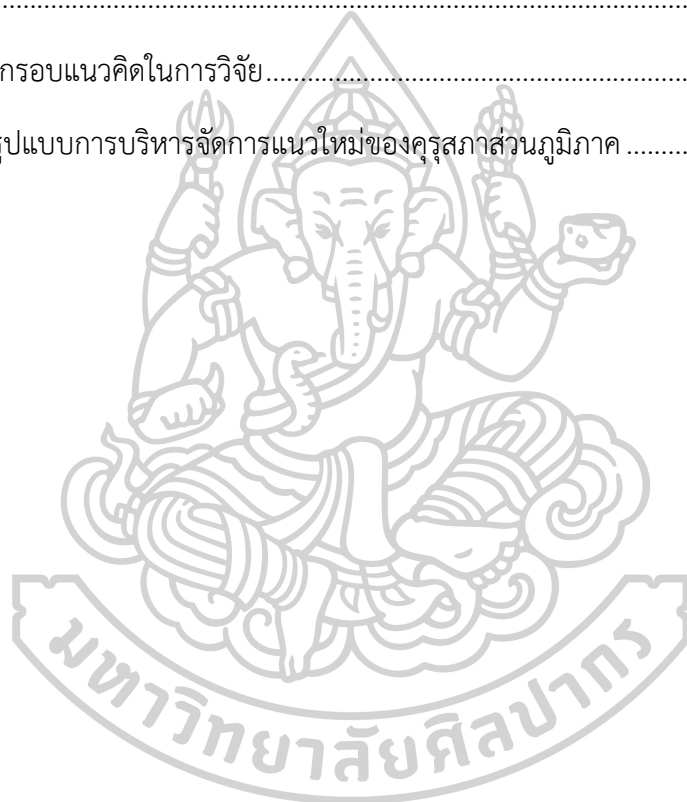 ................................................................................................
กรอบแนวคิดในการวิจัย............................................................
รูปแบบการบริหารจัดการแนวใหม่ของคุรุสภาส่วนภูมิภาค .........
มหาวิทยาลัยศิลปากร